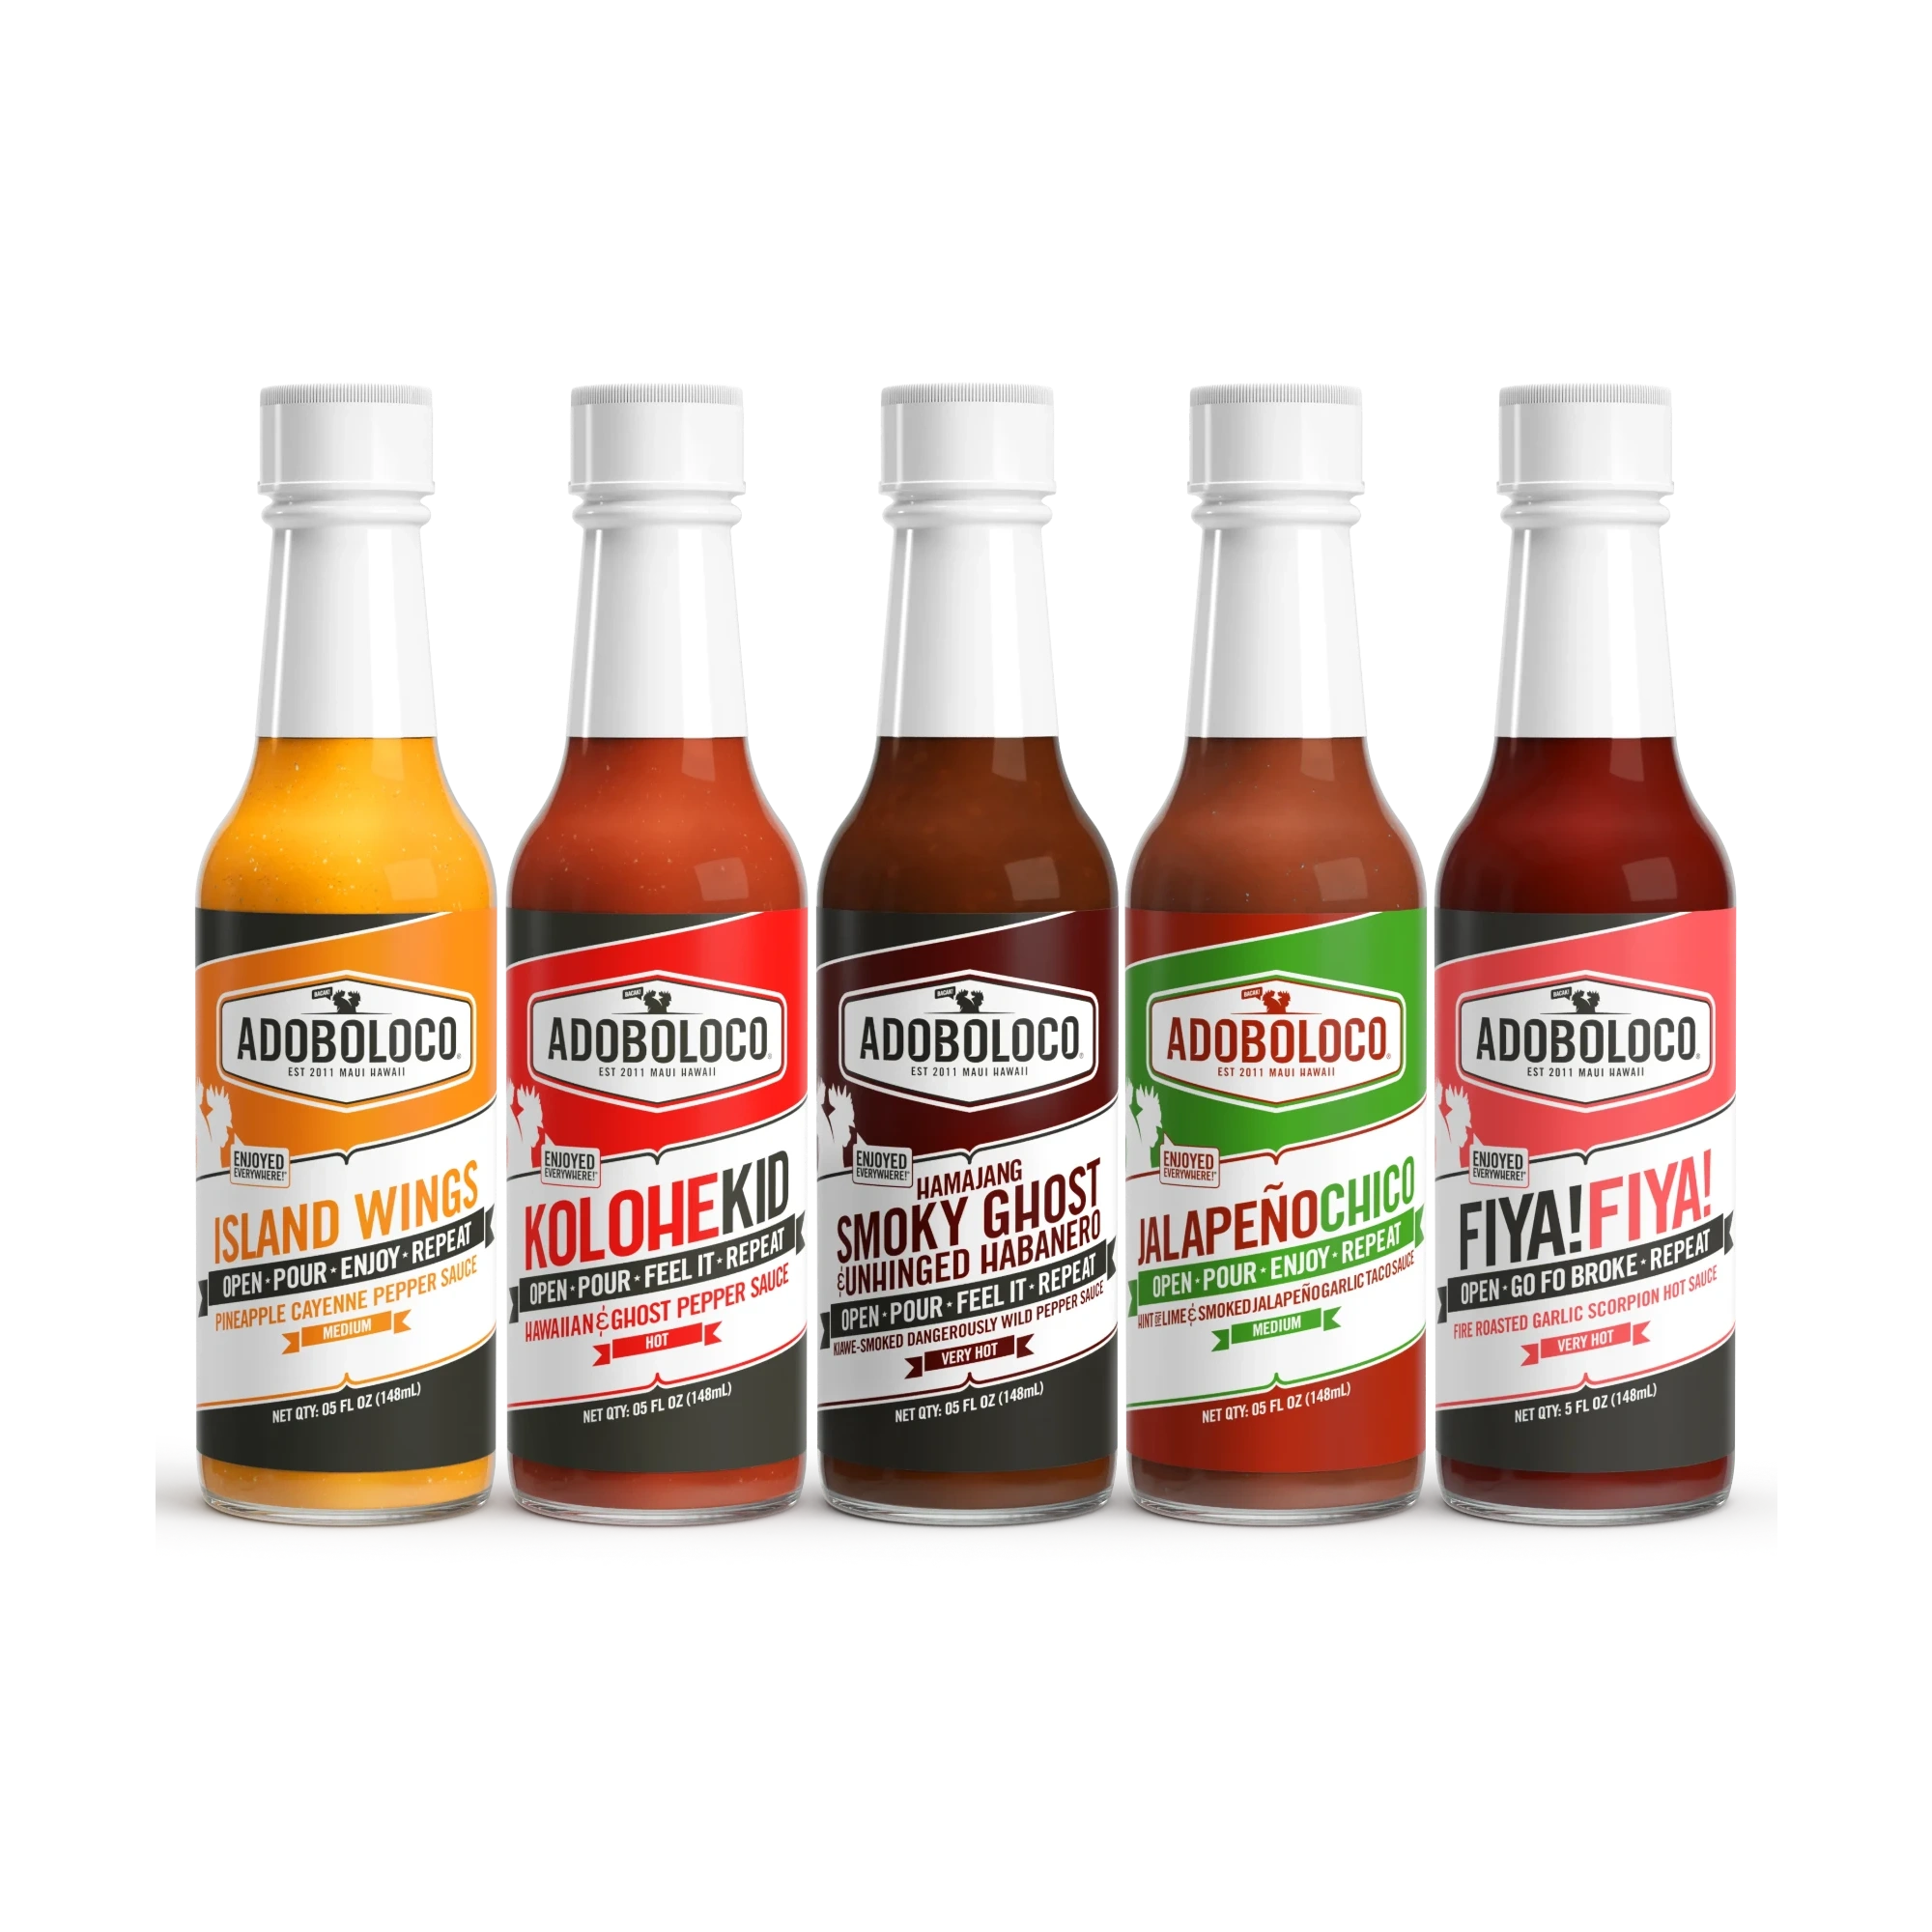 BACAK!
ADOBOLOCO®
EST 2011 MAUI HAWAII
ENJOYED
EVERYWHERE!
ISLAND WINGS
OPEN · POUR · ENJOY · REPEAT
PINEAPPLE CAYENNE PEPPER SAUCE
MEDIUM
NET QTY: 05 FL OZ (148mL)
BACAK!
ADOBOLOCO®
EST 2011 MAUI HAWAII
ENJOYED
EVERYWHERE!
KOLOHEKID
OPEN · POUR · FEEL IT · REPEAT
HAWAIIAN & GHOST PEPPER SAUCE
HOT
NET QTY: 05 FL OZ (148mL)
BACAK!
ADOBOLOCO®
EST 2011 MAUI HAWAII
ENJOYED
EVERYWHERE!
HAMAJANG
SMOKY GHOST
& UNHINGED HABANERO
OPEN · POUR · FEEL IT · REPEAT
KIAWE-SMOKED DANGEROUSLY WILD PEPPER SAUCE
VERY HOT
NET QTY: 05 FL OZ (148mL)
BACAK!
ADOBOLOCO®
EST 2011 MAUI HAWAII
ENJOYED
EVERYWHERE!
JALAPEÑOCHICO
OPEN · POUR · ENJOY · REPEAT
HINT OF LIME & SMOKED JALAPEÑO GARLIC TACO SAUCE
MEDIUM
NET QTY: 05 FL OZ (148mL)
BACAK!
ADOBOLOCO®
EST 2011 MAUI HAWAII
ENJOYED
EVERYWHERE!
FIYA!FIYA!
OPEN · GO FO BROKE · REPEAT
FIRE ROASTED GARLIC SCORPION HOT SAUCE
VERY HOT
NET QTY: 5 FL OZ (148mL)